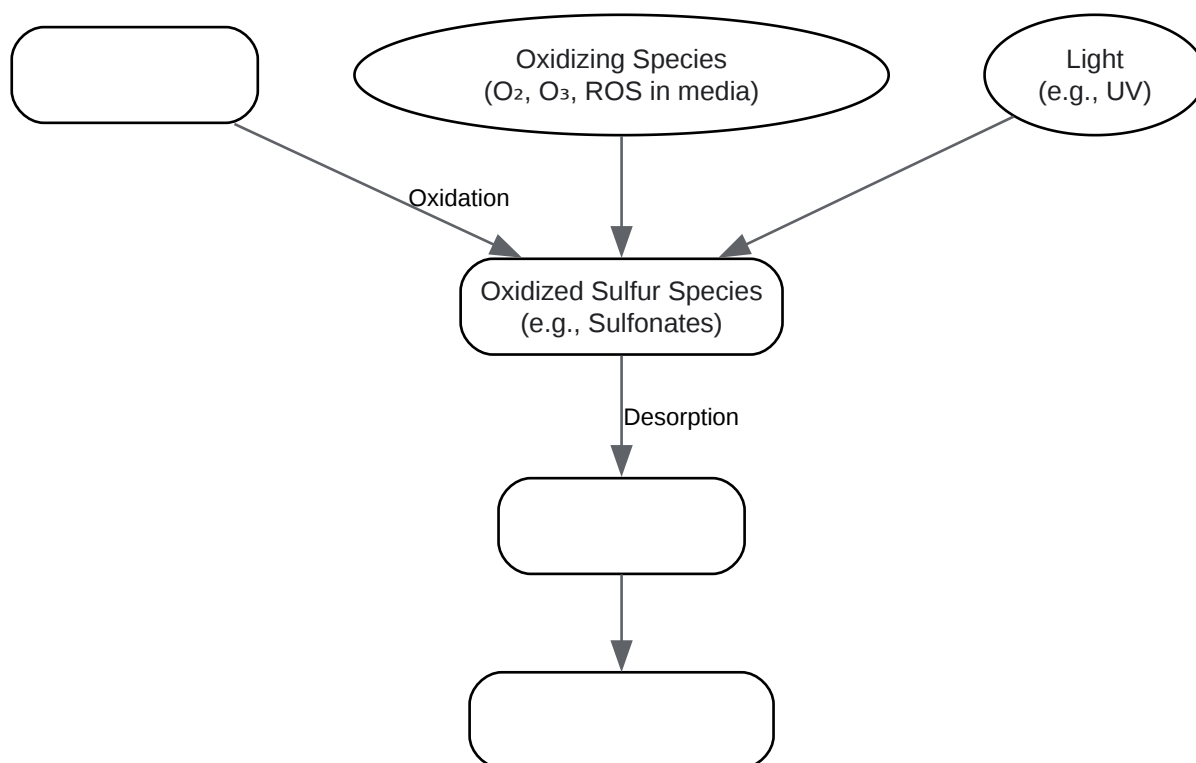 Oxidizing Species
(O₂, O₃, ROS in media)
Light
(e.g., UV)
Oxidation
Oxidized Sulfur Species
(e.g., Sulfonates)
Desorption